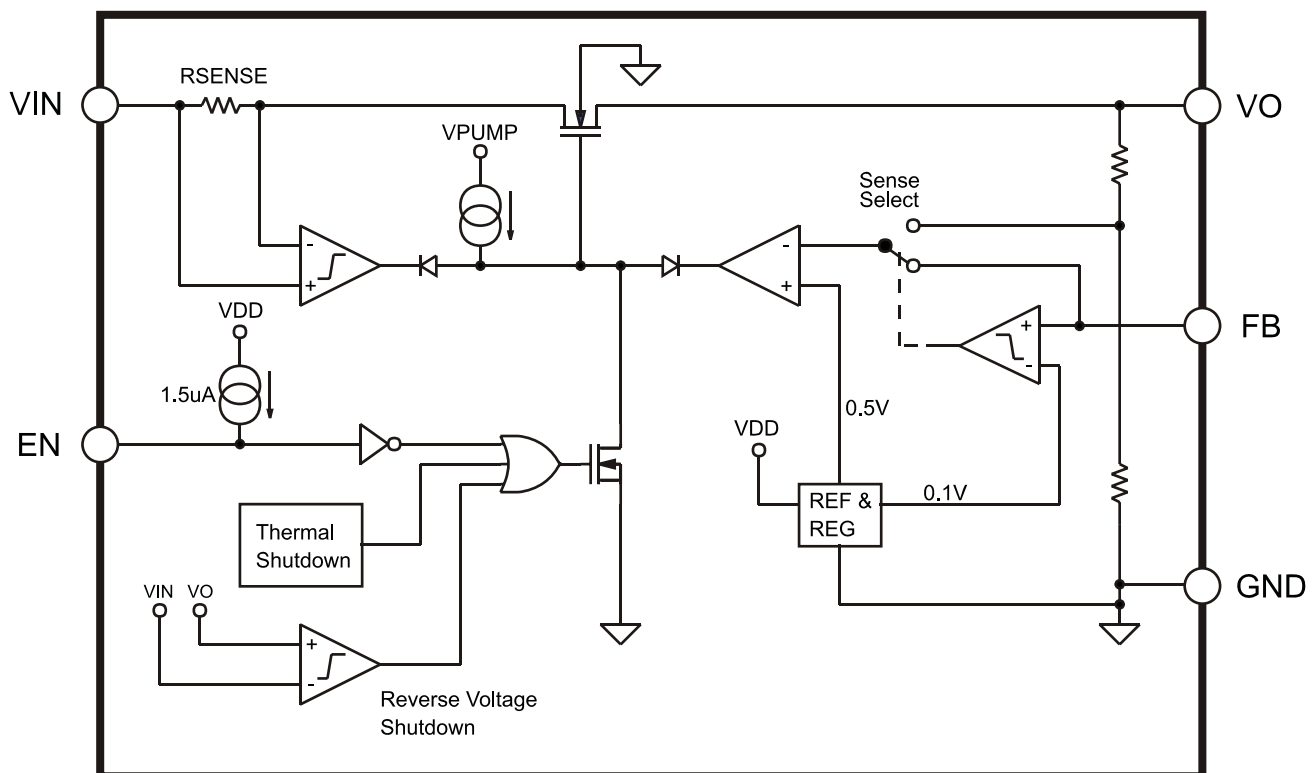 RSENSE
VIN
VO
VPUMP
Sense
Select
-
+
-
+
VDD
FB
+
-
1.5uA
0.5V
EN
VDD
REF &
REG
0.1V
Thermal
Shutdown
VIN
VO
GND
+
-
Reverse Voltage
Shutdown